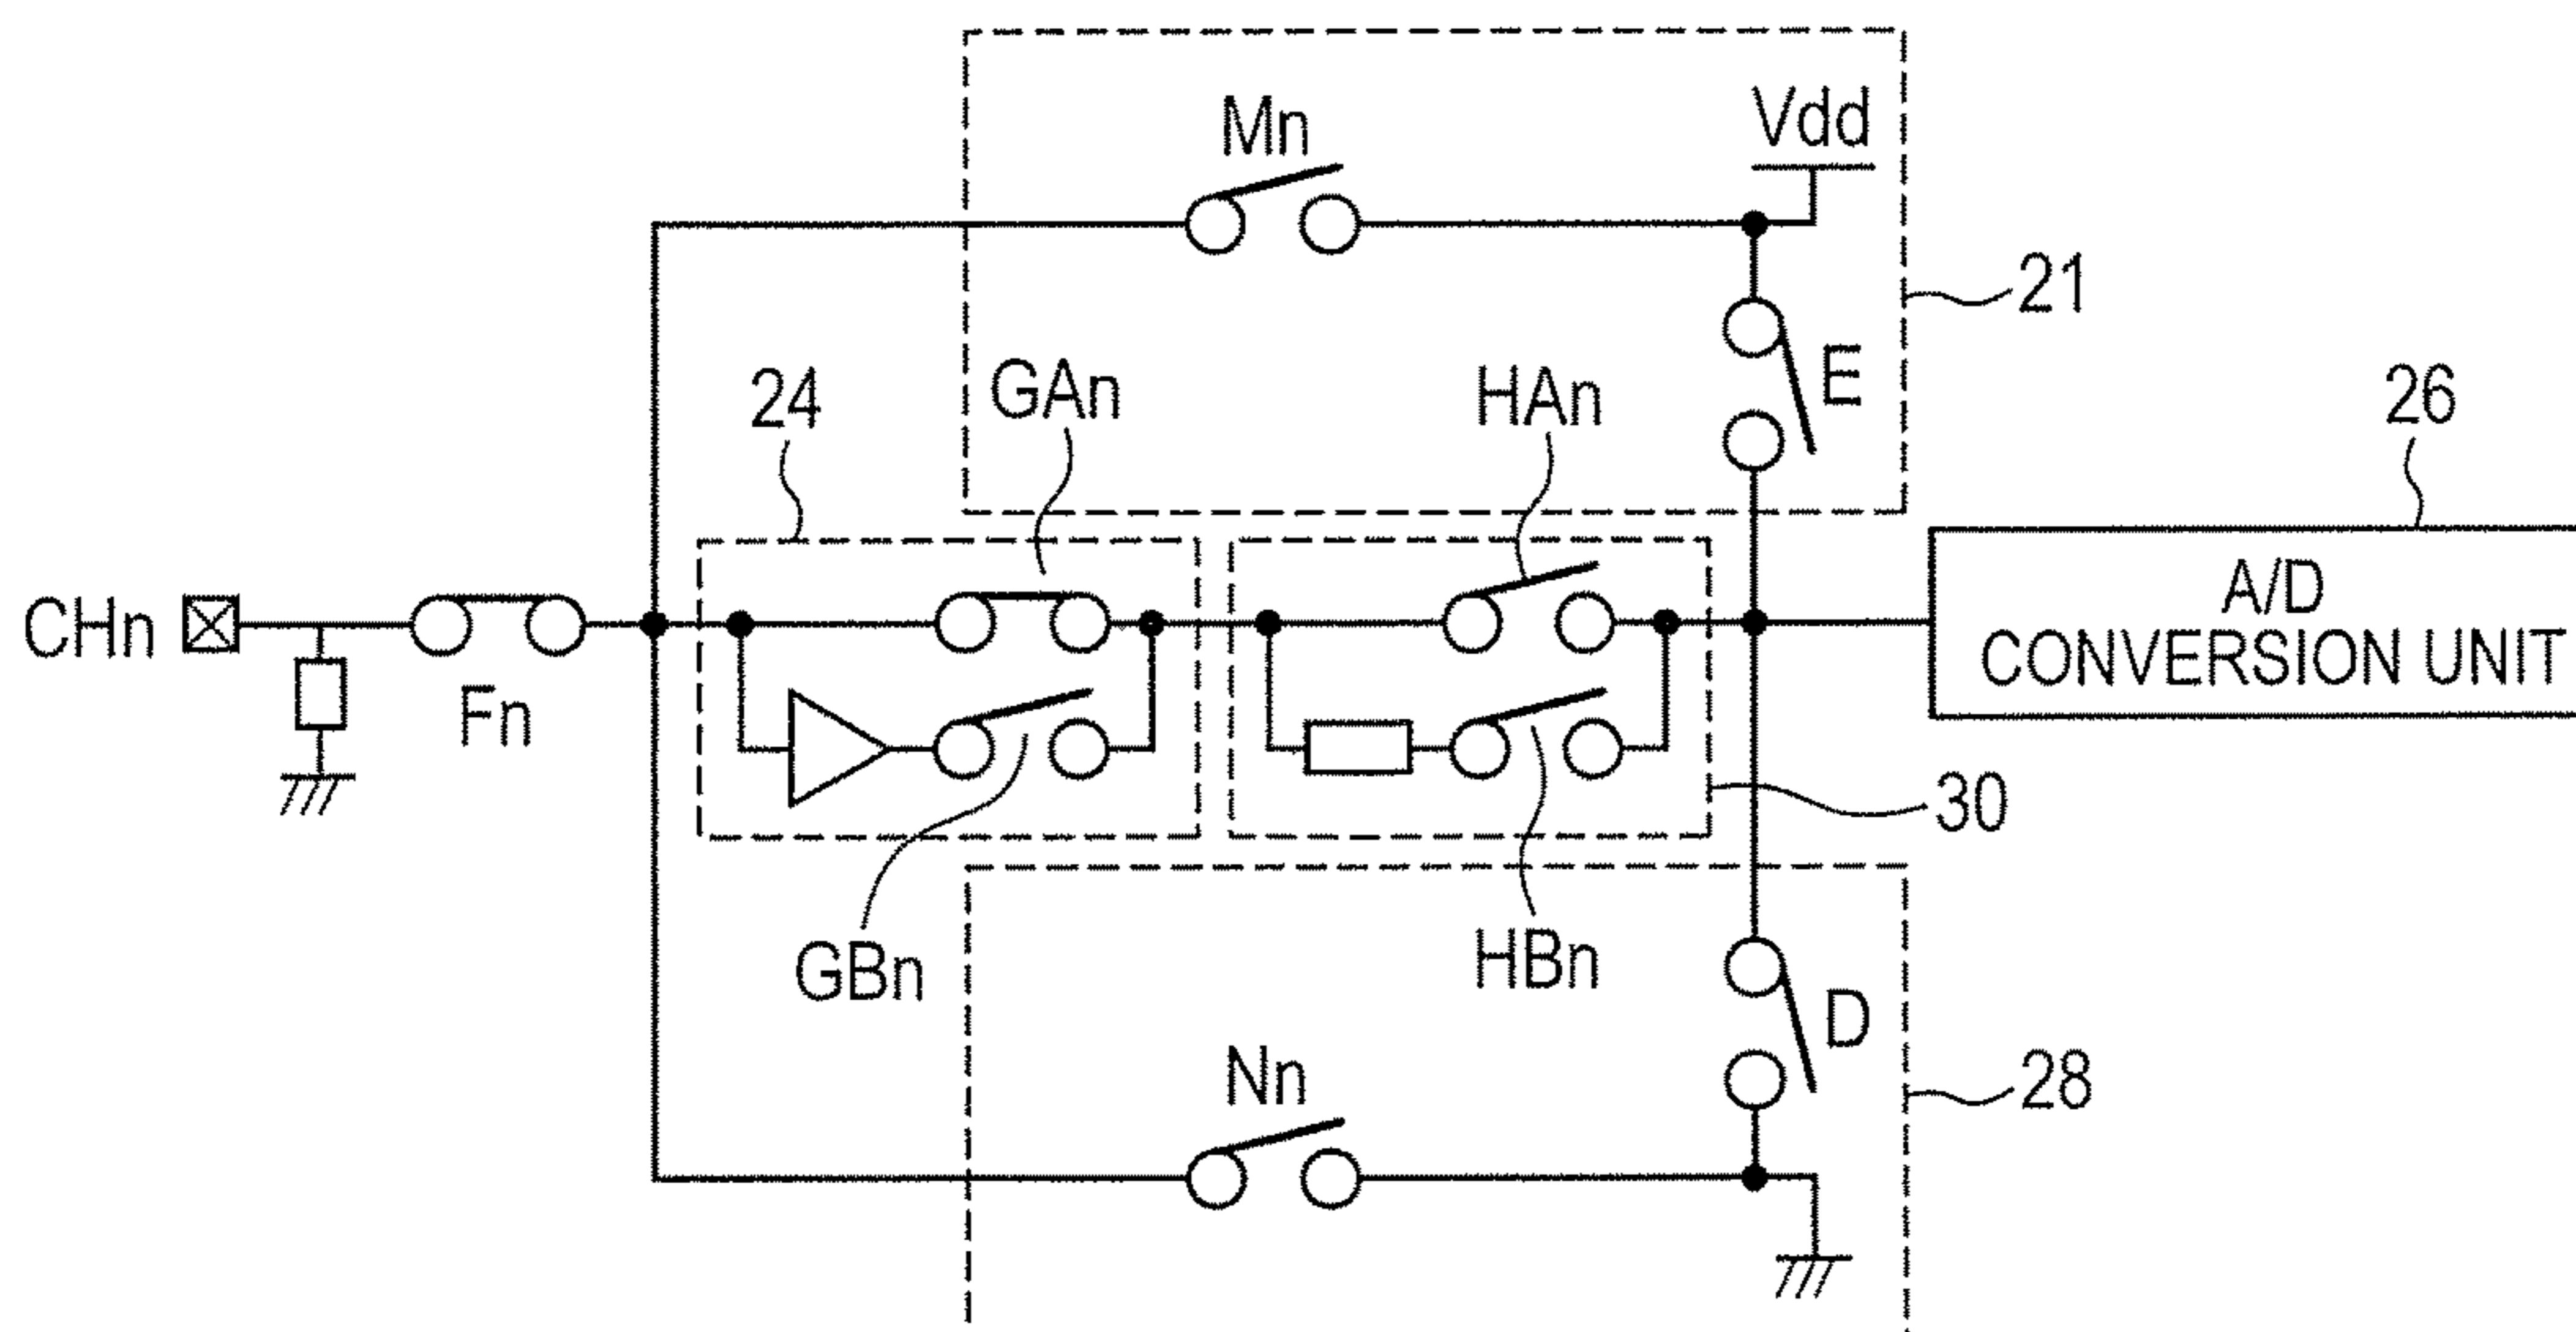 Mn
Vdd
21
E
24
GAn
HAn
26
CHn
Fn
A/D
CONVERSION UNIT
30
GBn
HBn
D
Nn
28